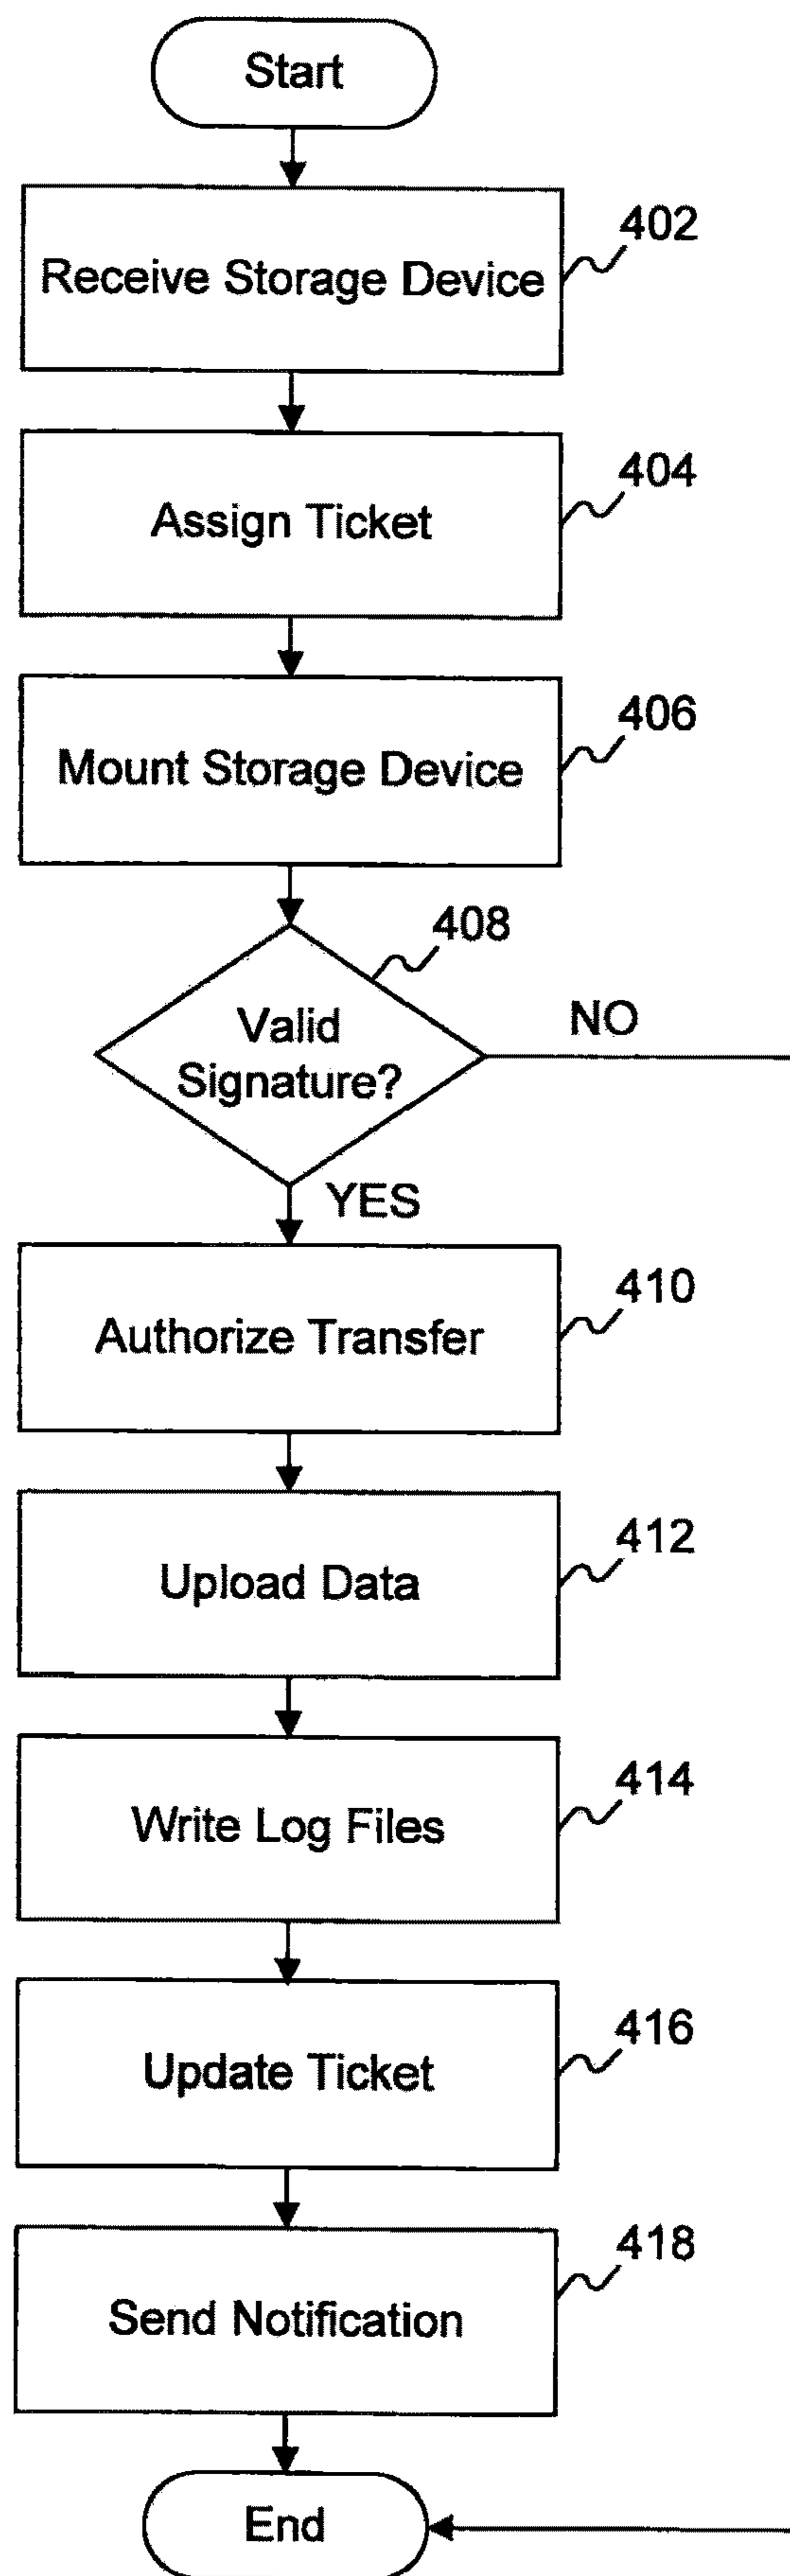 Start
402
Receive Storage Device
404
Assign Ticket
406
Mount Storage Device
408
Valid
Signature?
NO
YES
410
Authorize Transfer
412
Upload Data
414
Write Log Files
416
Update Ticket
418
Send Notification
End